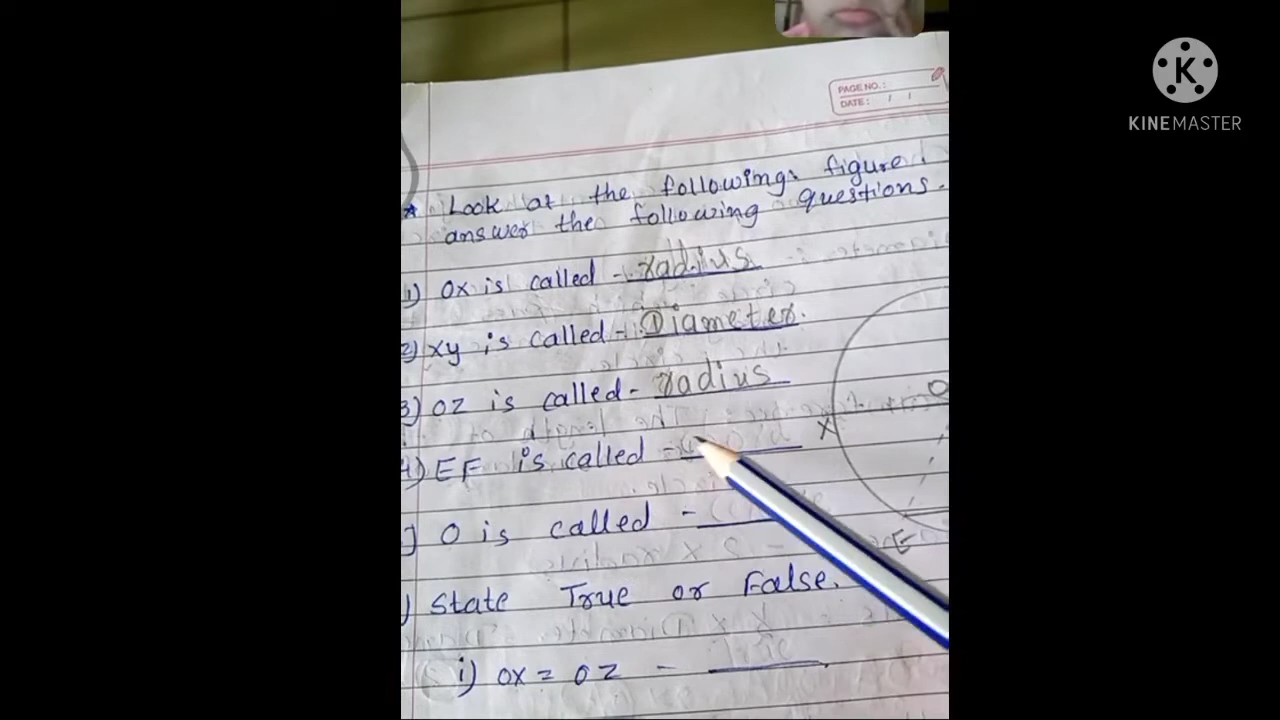 PAGE NO.:
DATE: / /
K
KINEMASTER
* Look at the following figure.
answer the following questions.
1) OX is called - radius
2) xy is called - Diameter.
3) OZ is called - radius
4) EF is called -
) O is called -
) State True or False.
i) OX = OZ - True.
O
X
E